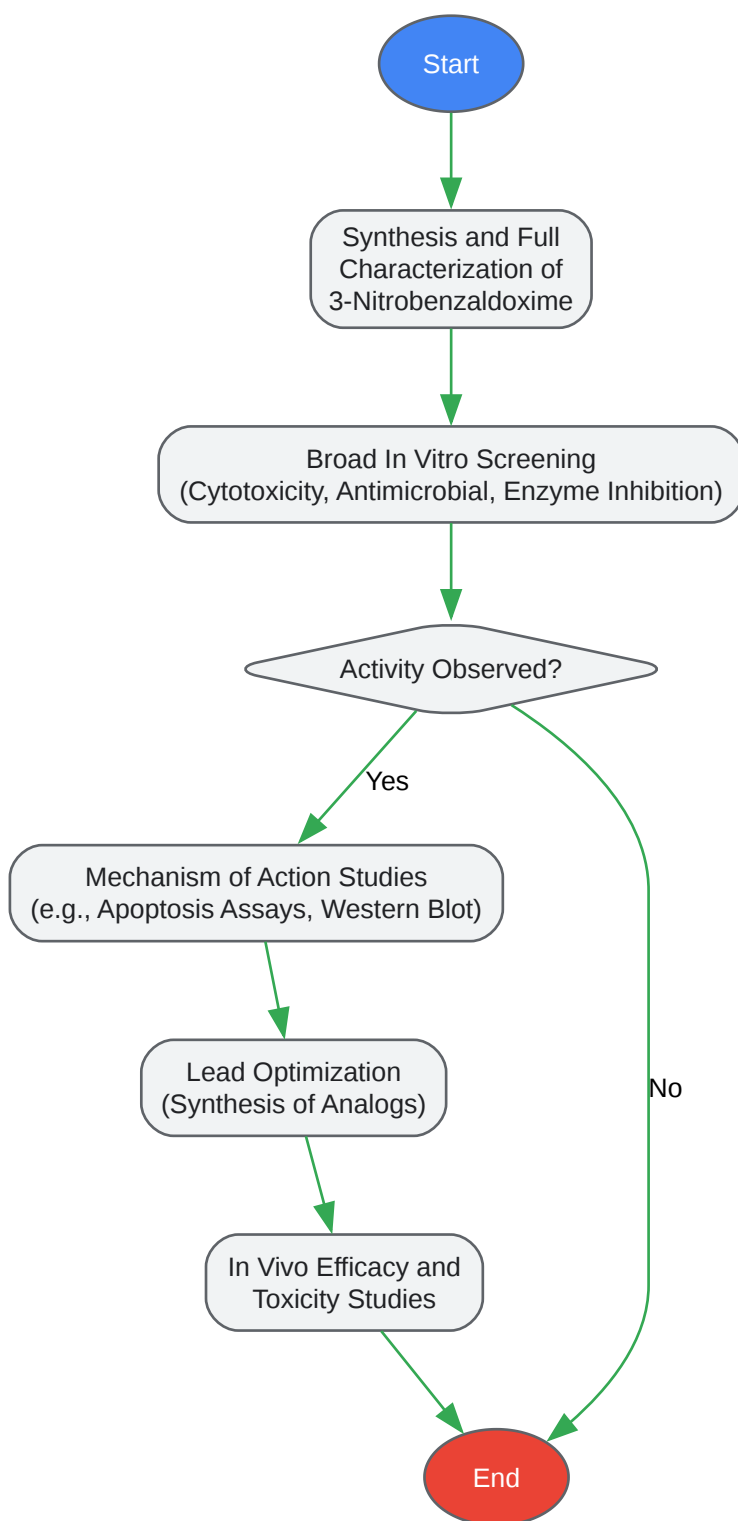 Start
Synthesis and Full
Characterization of
3-Nitrobenzaldoxime
Broad In Vitro Screening
(Cytotoxicity, Antimicrobial, Enzyme Inhibition)
Activity Observed?
Yes
Mechanism of Action Studies
(e.g., Apoptosis Assays, Western Blot)
Lead Optimization
(Synthesis of Analogs)
No
In Vivo Efficacy and
Toxicity Studies
End